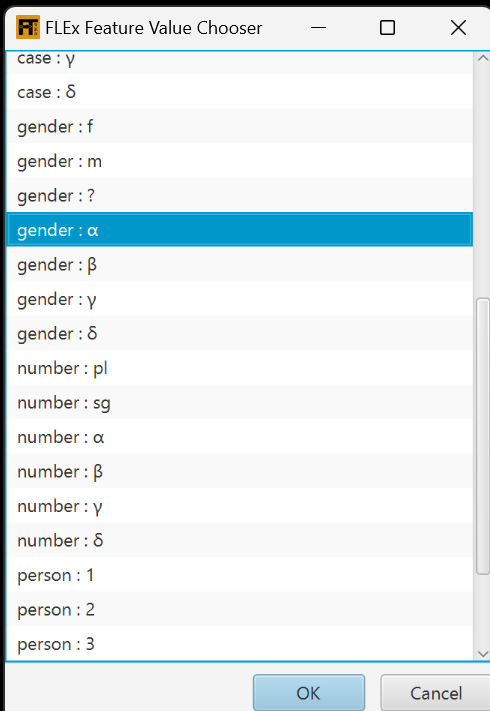 FLEx Feature Value Chooser
case : γ
case : δ
gender : f
gender : m
gender : ?
gender : α
gender : β
gender : γ
gender : δ
number : pl
number : sg
number : α
number : β
number : γ
number : δ
person : 1
person : 2
person : 3
OK
Cancel